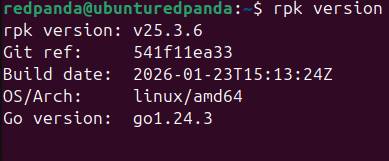 redpanda@ubunturedpanda:~$ rpk version
rpk version: v25.3.6
Git ref:     541f11ea33
Build date:  2026-01-23T15:13:24Z
OS/Arch:     linux/amd64
Go version:  go1.24.3